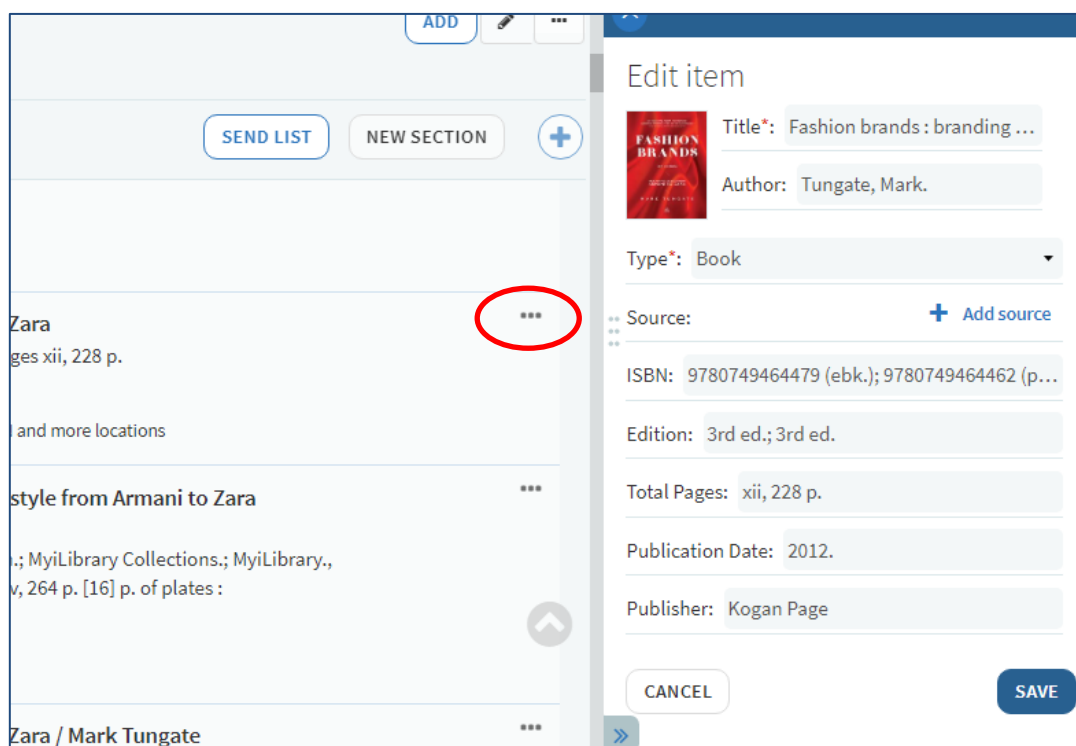 ADD
SEND LIST
NEW SECTION
Zara
ges xii, 228 p.
and more locations
style from Armani to Zara
.; MyiLibrary Collections.; MyiLibrary.,
v, 264 p. [16] p. of plates :
Zara / Mark Tungate
Edit item
FASHION
BRANDS
MARK TUNGATE
Title*: Fashion brands : branding ...
Author: Tungate, Mark.
Type*: Book
Source: Add source
ISBN: 9780749464479 (ebk.); 9780749464462 (p...
Edition: 3rd ed.; 3rd ed.
Total Pages: xii, 228 p.
Publication Date: 2012.
Publisher: Kogan Page
CANCEL
SAVE